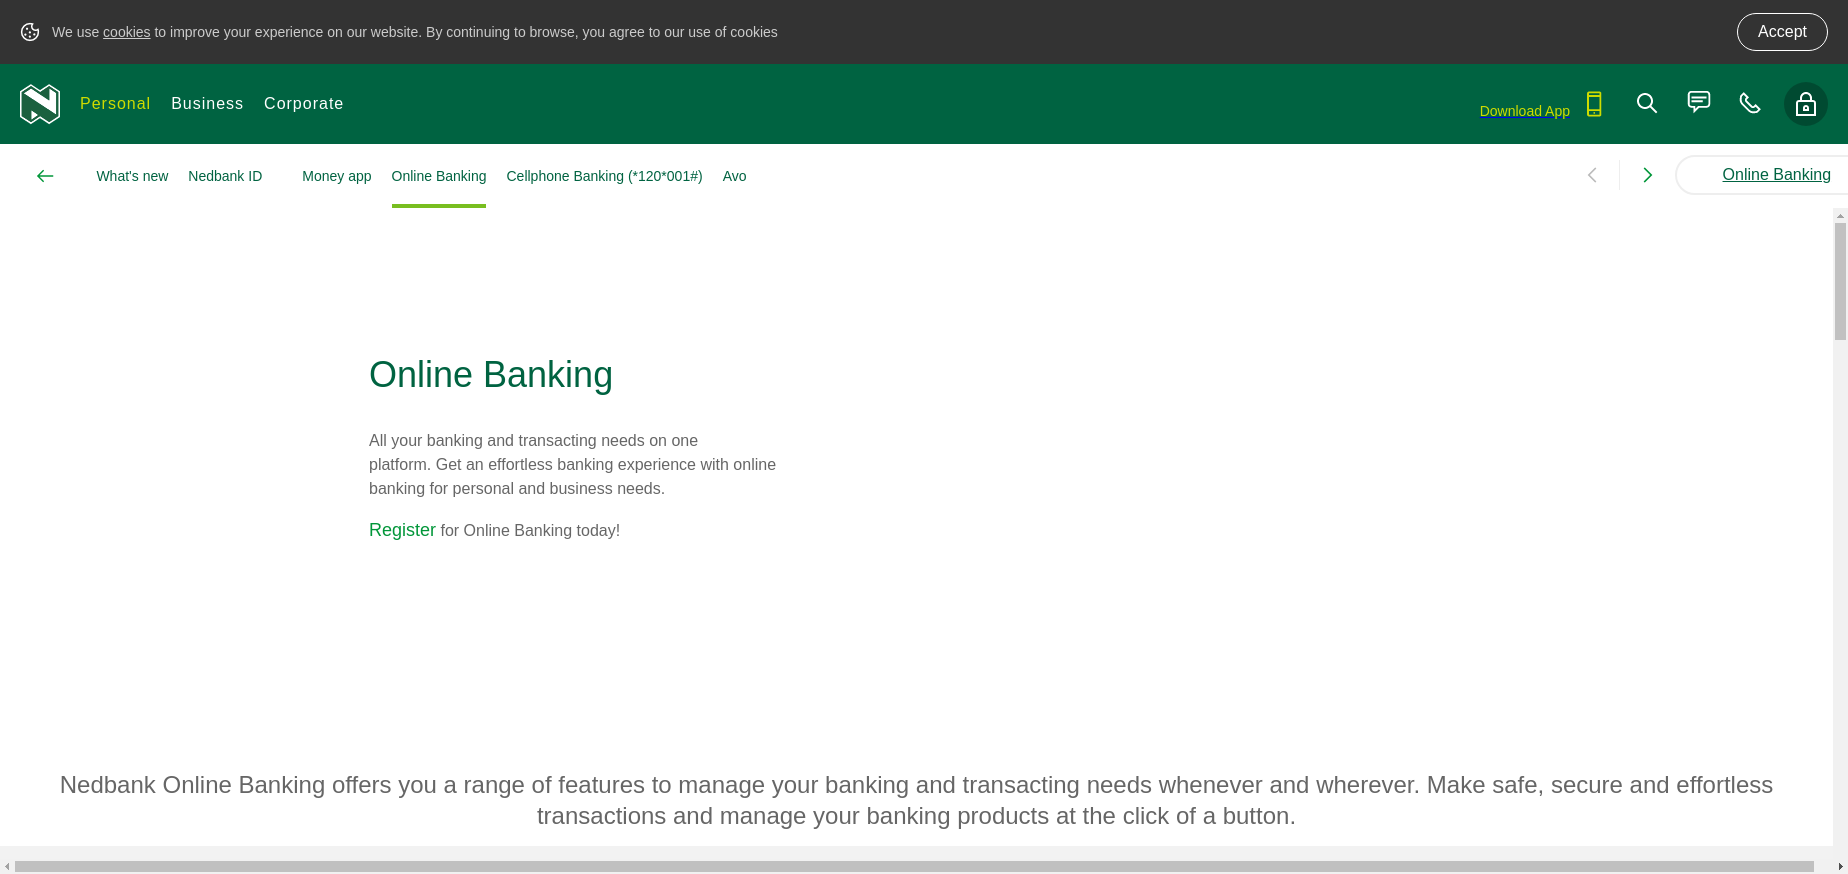 We use cookies to improve your experience on our website. By continuing to browse, you agree to our use of cookies
Accept
Personal Business Corporate
Download App
What's new Nedbank ID Money app Online Banking Cellphone Banking (*120*001#) Avo
Online Banking
Online Banking
All your banking and transacting needs on one
platform. Get an effortless banking experience with online
banking for personal and business needs.
Register for Online Banking today!
Nedbank Online Banking offers you a range of features to manage your banking and transacting needs whenever and wherever. Make safe, secure and effortless
transactions and manage your banking products at the click of a button.